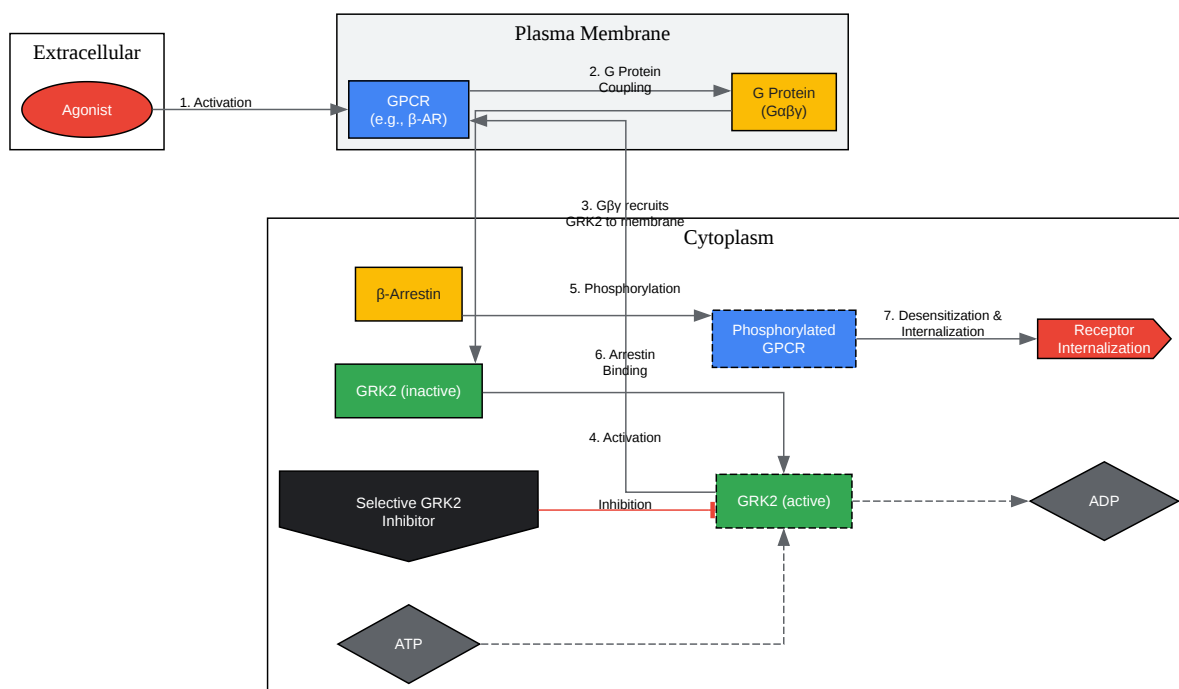 Extracellular
Plasma Membrane
Agonist
1. Activation
GPCR
(e.g., β-AR)
2. G Protein
Coupling
G Protein
(Gαβγ)
3. Gβγ recruits
GRK2 to membrane
Cytoplasm
β-Arrestin
5. Phosphorylation
Phosphorylated
GPCR
7. Desensitization &
Internalization
Receptor
Internalization
6. Arrestin
Binding
GRK2 (inactive)
4. Activation
Selective GRK2
Inhibitor
Inhibition
GRK2 (active)
ADP
ATP